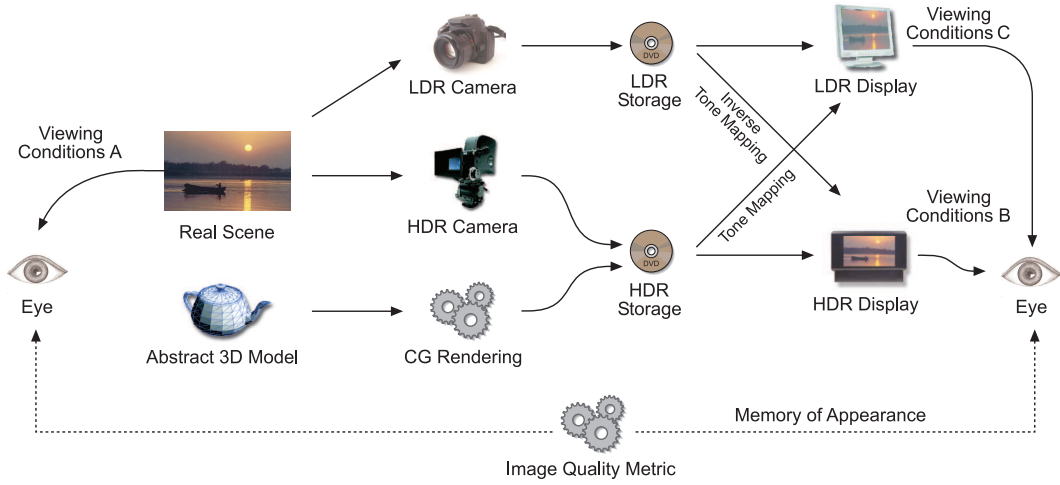 Viewing
Conditions A
Eye
Real Scene
Abstract 3D Model
LDR Camera
HDR Camera
CG Rendering
DVD
LDR
Storage
DVD
HDR
Storage
Inverse
Tone Mapping
Tone Mapping
LDR Display
HDR Display
Viewing
Conditions C
Viewing
Conditions B
Eye
Memory of Appearance
Image Quality Metric